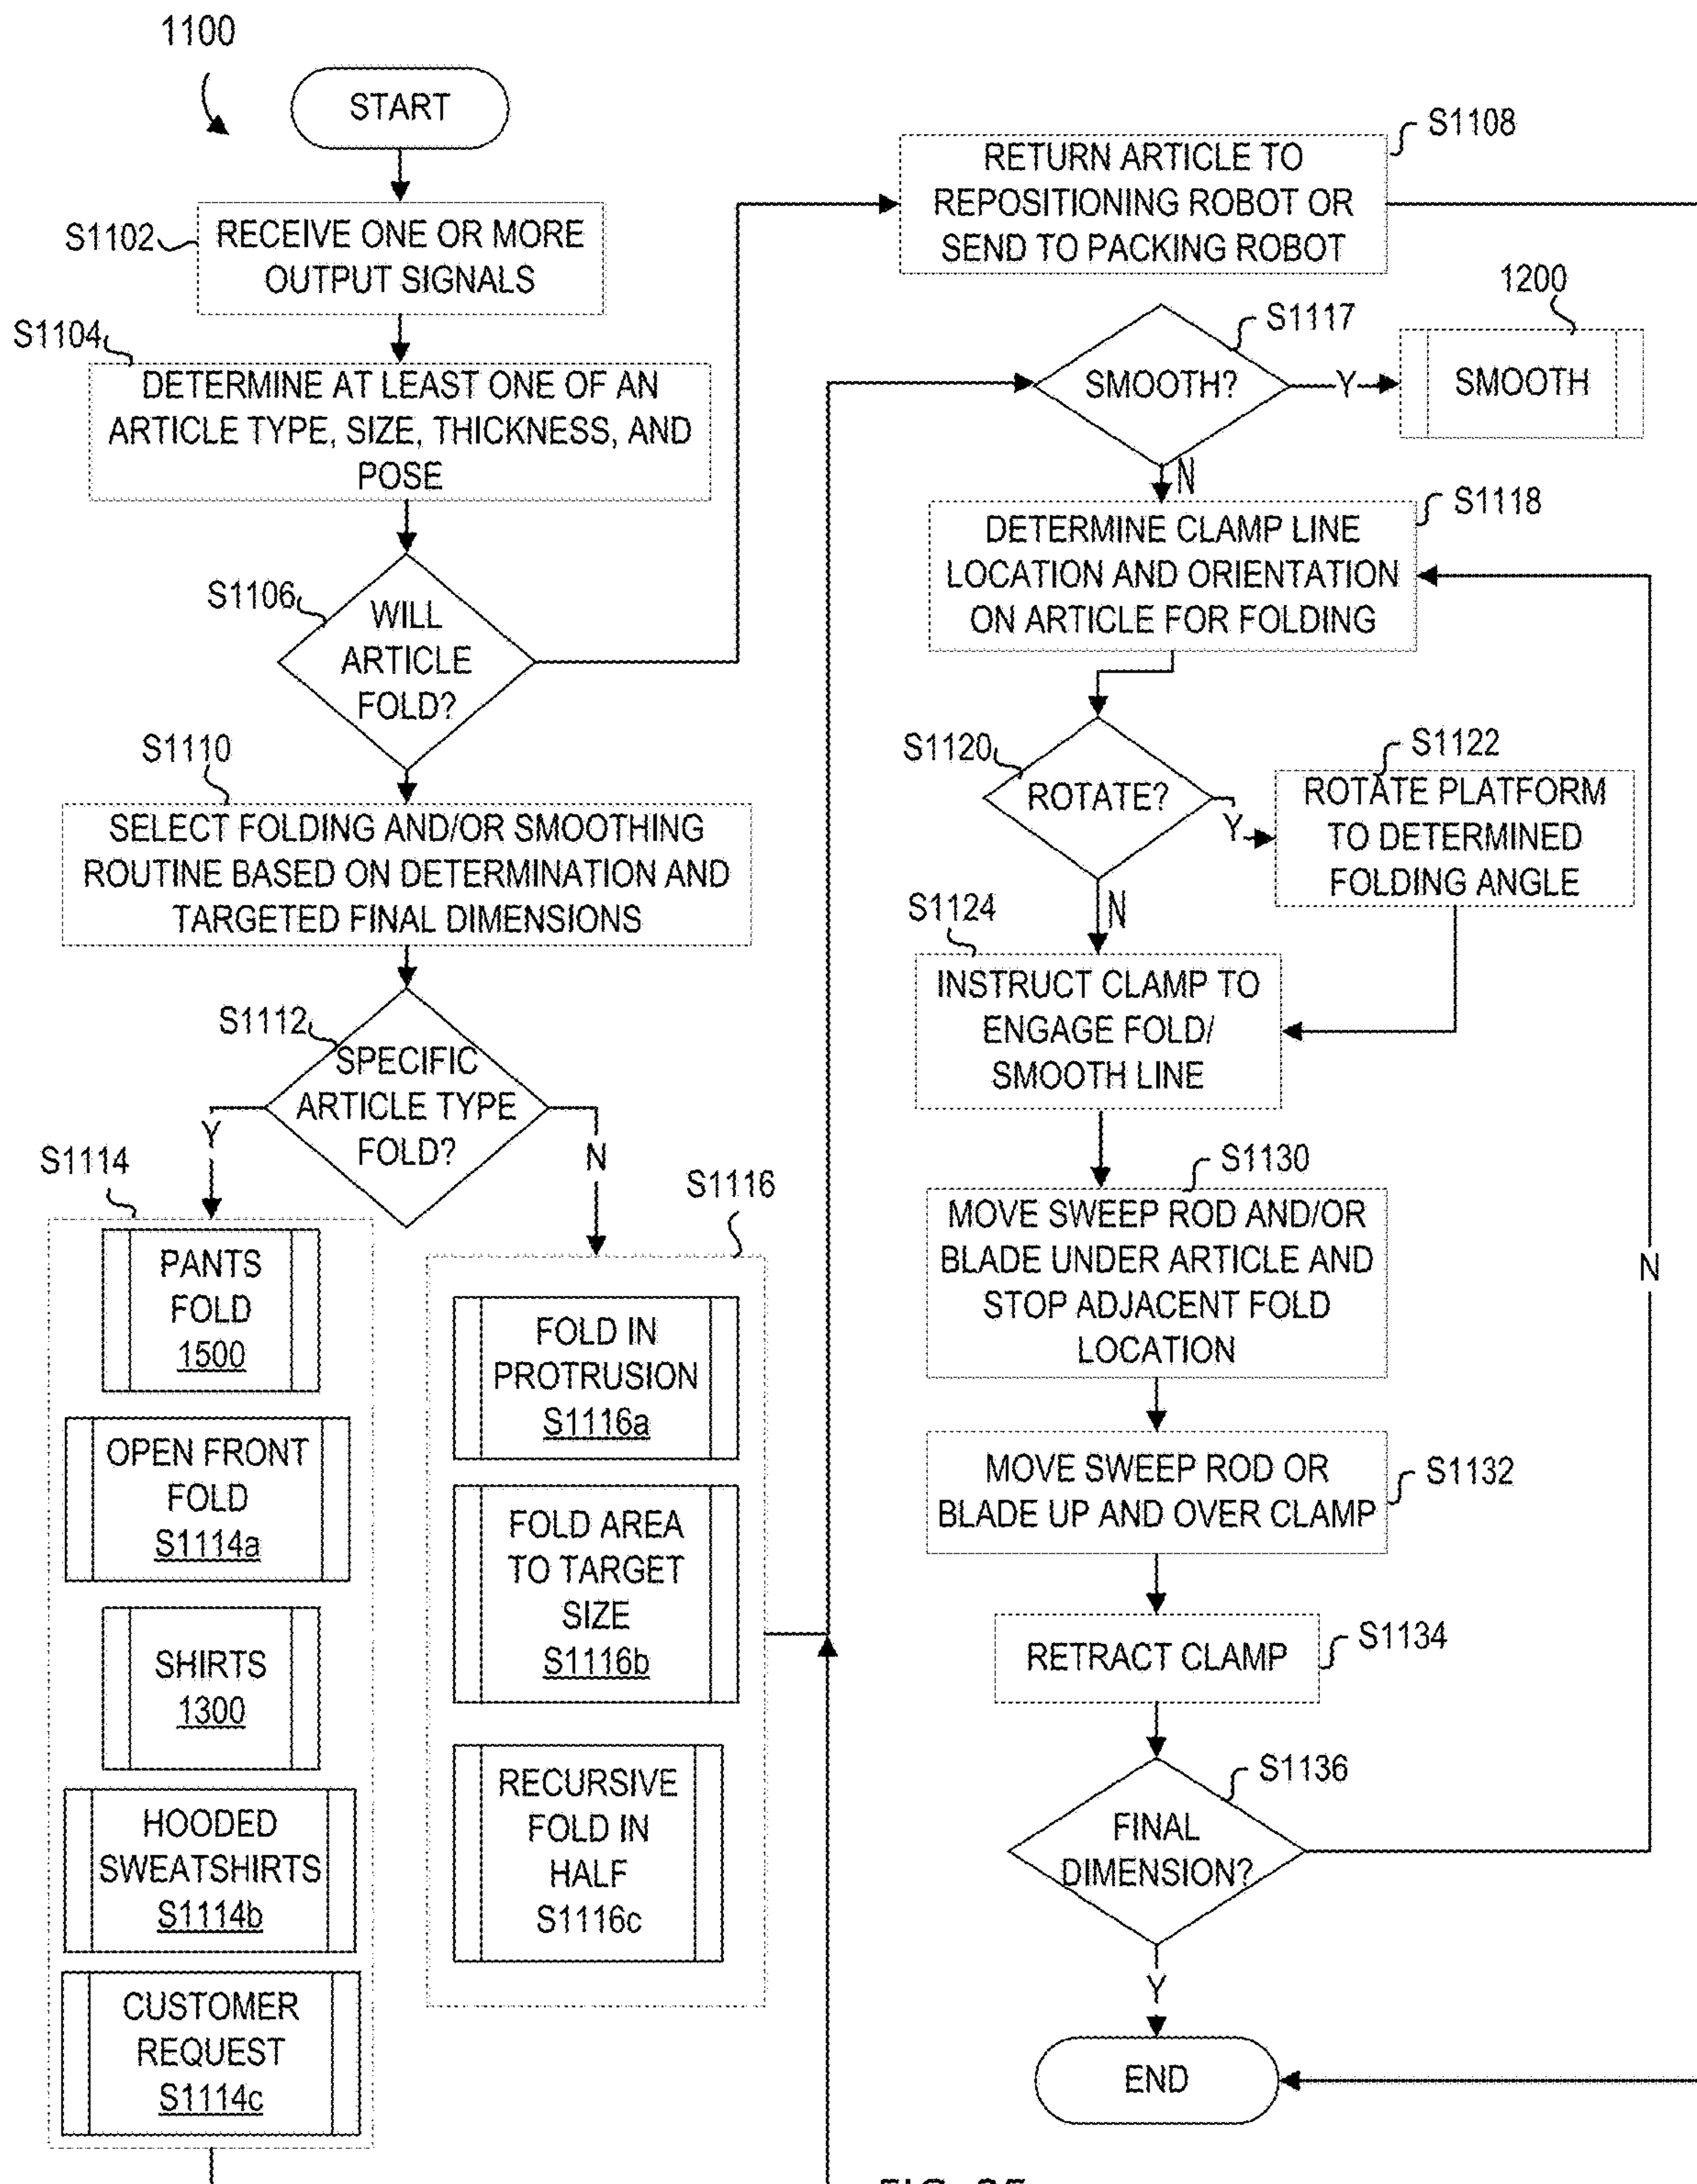 1100
START
S1102
RECEIVE ONE OR MORE
OUTPUT SIGNALS
S1104
DETERMINE AT LEAST ONE OF AN
ARTICLE TYPE, SIZE, THICKNESS, AND
POSE
S1106
WILL
ARTICLE
FOLD?
S1110
SELECT FOLDING AND/OR SMOOTHING
ROUTINE BASED ON DETERMINATION AND
TARGETED FINAL DIMENSIONS
S1112
SPECIFIC
ARTICLE TYPE
FOLD?
Y
N
S1114
PANTS
FOLD
1500
OPEN FRONT
FOLD
S1114a
SHIRTS
1300
HOODED
SWEATSHIRTS
S1114b
CUSTOMER
REQUEST
S1114c
S1116
FOLD IN
PROTRUSION
S1116a
FOLD AREA
TO TARGET
SIZE
S1116b
RECURSIVE
FOLD IN
HALF
S1116c
S1108
RETURN ARTICLE TO
REPOSITIONING ROBOT OR
SEND TO PACKING ROBOT
S1117
SMOOTH?
Y
1200
SMOOTH
N
S1118
DETERMINE CLAMP LINE
LOCATION AND ORIENTATION
ON ARTICLE FOR FOLDING
S1120
ROTATE?
Y
S1122
ROTATE PLATFORM
TO DETERMINED
FOLDING ANGLE
N
S1124
INSTRUCT CLAMP TO
ENGAGE FOLD/
SMOOTH LINE
S1130
MOVE SWEEP ROD AND/OR
BLADE UNDER ARTICLE AND
STOP ADJACENT FOLD
LOCATION
S1132
MOVE SWEEP ROD OR
BLADE UP AND OVER CLAMP
S1134
RETRACT CLAMP
S1136
FINAL
DIMENSION?
N
Y
END